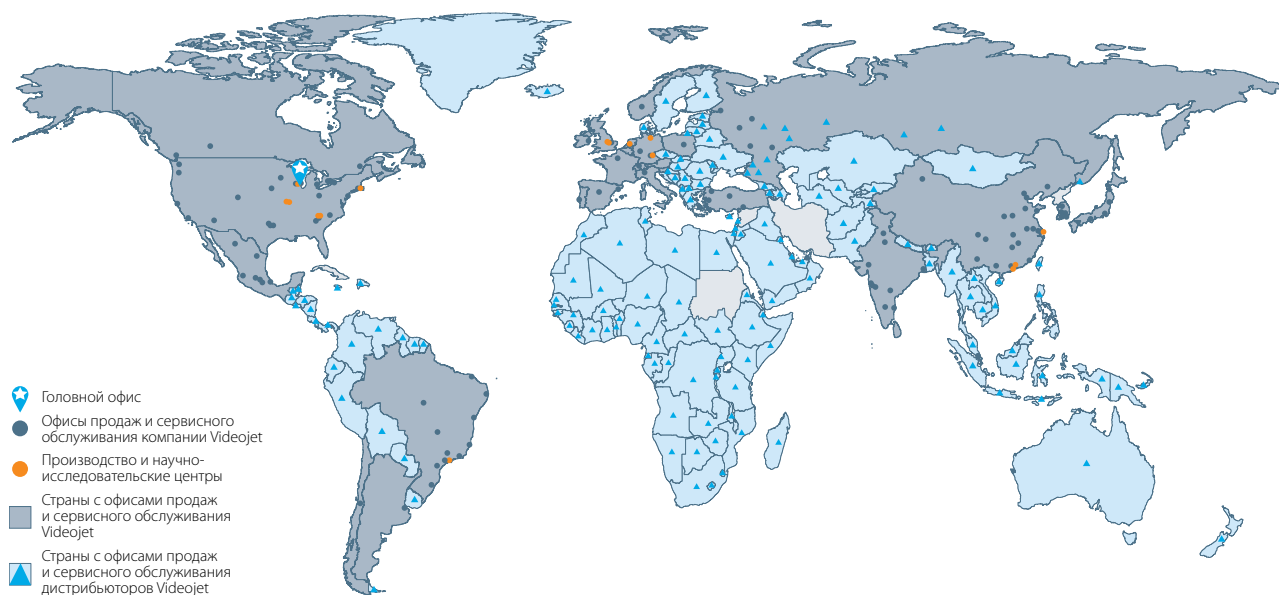 Головной офис
Офисы продаж и сервисного
обслуживания компании Videojet
Производство и научно-
исследовательские центры
Страны с офисами продаж
и сервисного обслуживания
Videojet
Страны с офисами продаж
и сервисного обслуживания
дистрибьюторов Videojet